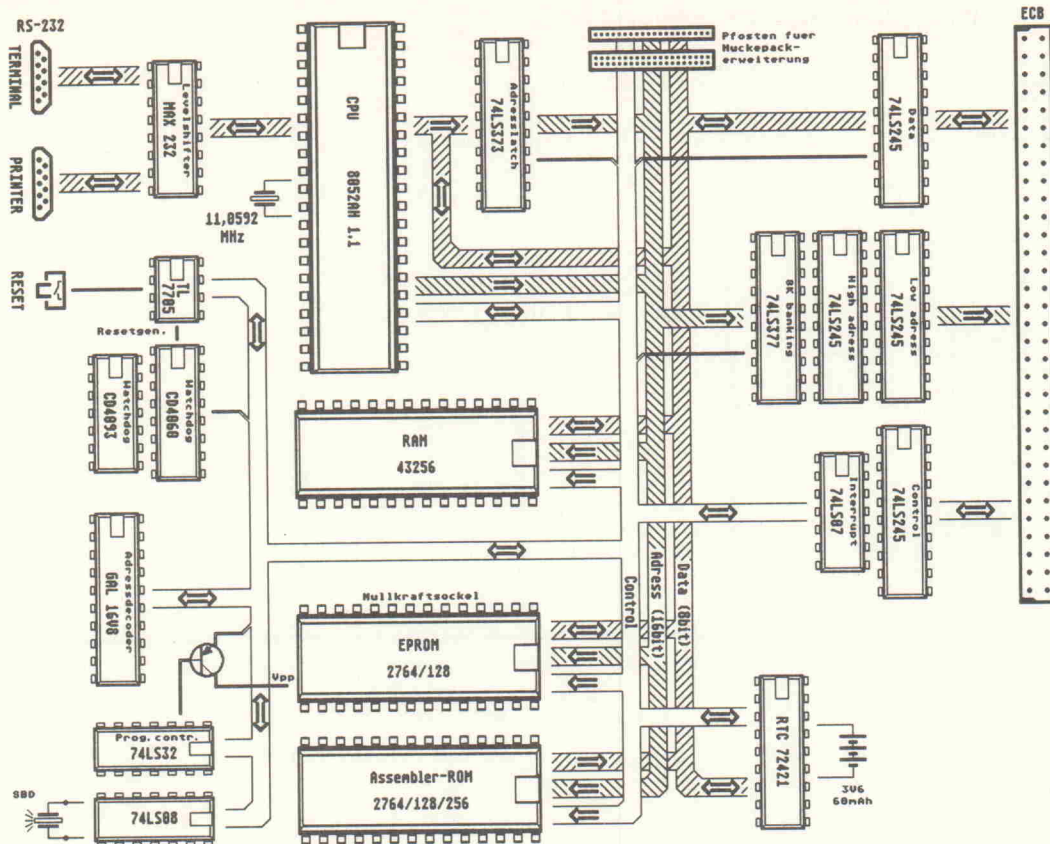 RS-232
TERMINAL
PRINTER
RESET
Levelshifter
MAX 232
11,0592
MHz
CPU
8052AH 1.1
Adresslatch
74LS373
Pfosten fuer
Huckepack-
erweiterung
Data
74LS245
ECB
TL
7705
Resetgen.
Watchdog
CD4093
Watchdog
CD4060
8K banking
74LS377
High adress
74LS245
Low adress
74LS245
RAM
43256
Interrupt
74LS07
Control
74LS245
Adressdecoder
GAL 16V8
Control
Adress (16bit)
Data (8bit)
Nullkraftsockel
EPROM
2764/128
Vpp
Prog.contr.
74LS32
SBD
74LS08
Assembler-ROM
2764/128/256
RTC 72421
3V6
60mAh